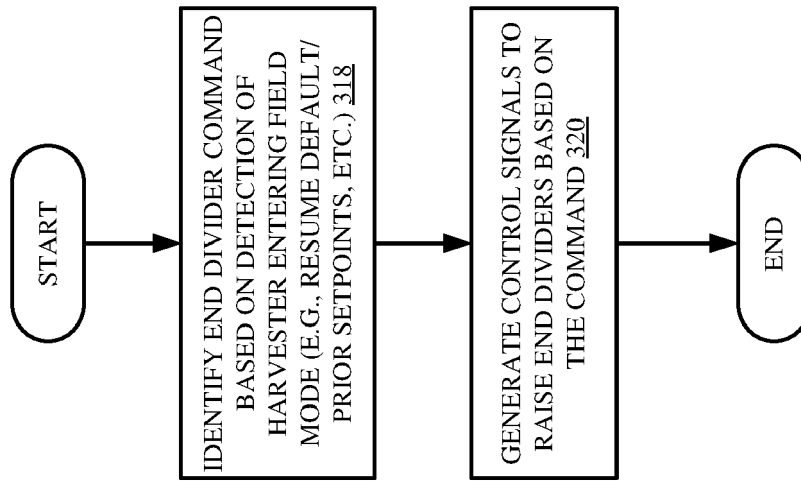 START
IDENTIFY END DIVIDER COMMAND
BASED ON DETECTION OF
HARVESTER ENTERING FIELD
MODE (E.G., RESUME DEFAULT/
PRIOR SETPOINTS, ETC.) 318
GENERATE CONTROL SIGNALS TO
RAISE END DIVIDERS BASED ON
THE COMMAND 320
END